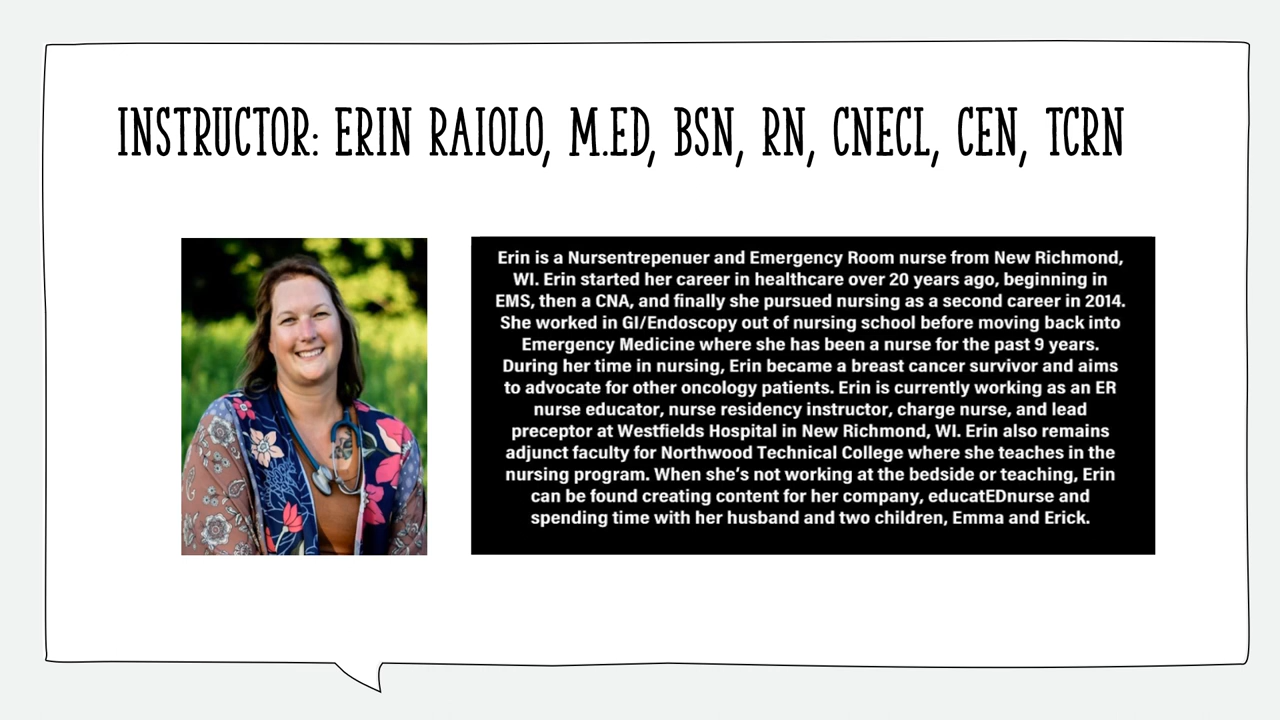 INSTRUCTOR: ERIN RAIOLO, M.ED, BSN, RN, CNECL, CEN, TCRN
Erin is a Nursentrepenuer and Emergency Room nurse from New Richmond,
WI. Erin started her career in healthcare over 20 years ago, beginning in
EMS, then a CNA, and finally she pursued nursing as a second career in 2014.
She worked in GI/Endoscopy out of nursing school before moving back into
Emergency Medicine where she has been a nurse for the past 9 years.
During her time in nursing, Erin became a breast cancer survivor and aims
to advocate for other oncology patients. Erin is currently working as an ER
nurse educator, nurse residency instructor, charge nurse, and lead
preceptor at Westfields Hospital in New Richmond, WI. Erin also remains
adjunct faculty for Northwood Technical College where she teaches in the
nursing program. When she's not working at the bedside or teaching, Erin
can be found creating content for her company, educatEDnurse and
spending time with her husband and two children, Emma and Erick.